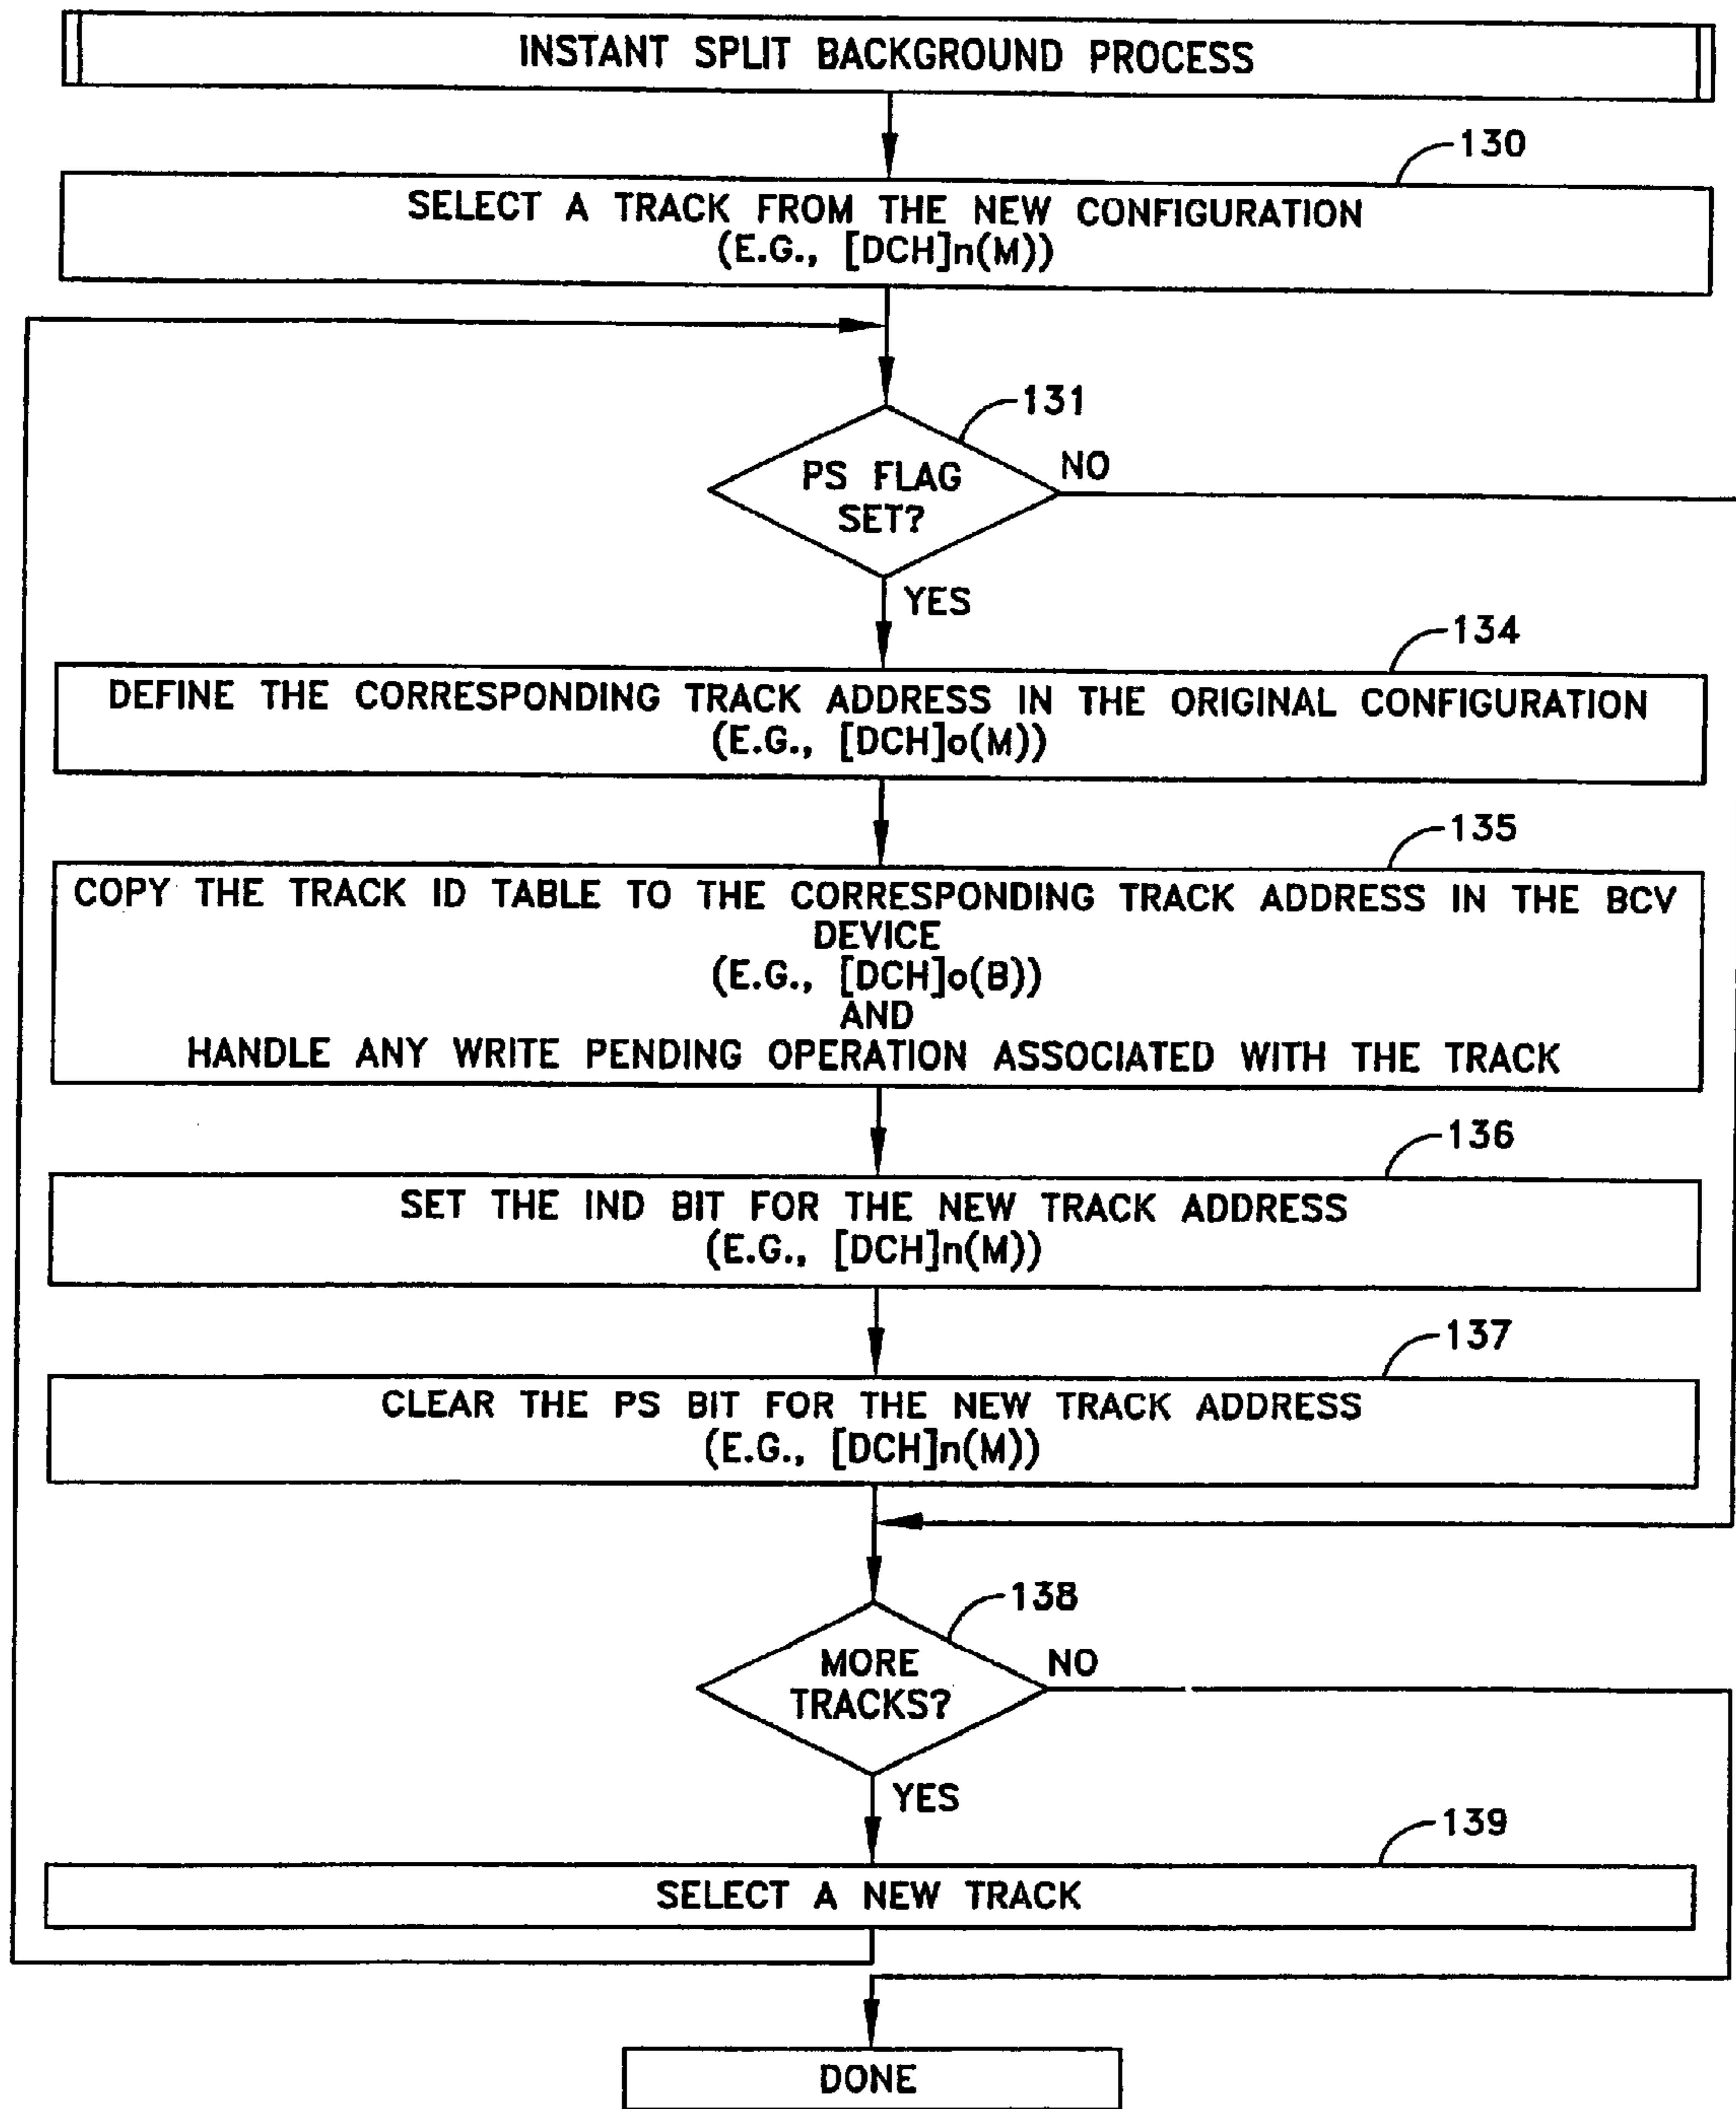 INSTANT SPLIT BACKGROUND PROCESS
130
SELECT A TRACK FROM THE NEW CONFIGURATION
(E.G., [DCH]n(M))
131
PS FLAG
SET?
NO
YES
134
DEFINE THE CORRESPONDING TRACK ADDRESS IN THE ORIGINAL CONFIGURATION
(E.G., [DCH]o(M))
135
COPY THE TRACK ID TABLE TO THE CORRESPONDING TRACK ADDRESS IN THE BCV
DEVICE
(E.G., [DCH]o(B))
AND
HANDLE ANY WRITE PENDING OPERATION ASSOCIATED WITH THE TRACK
136
SET THE IND BIT FOR THE NEW TRACK ADDRESS
(E.G., [DCH]n(M))
137
CLEAR THE PS BIT FOR THE NEW TRACK ADDRESS
(E.G., [DCH]n(M))
138
MORE
TRACKS?
NO
YES
139
SELECT A NEW TRACK
DONE